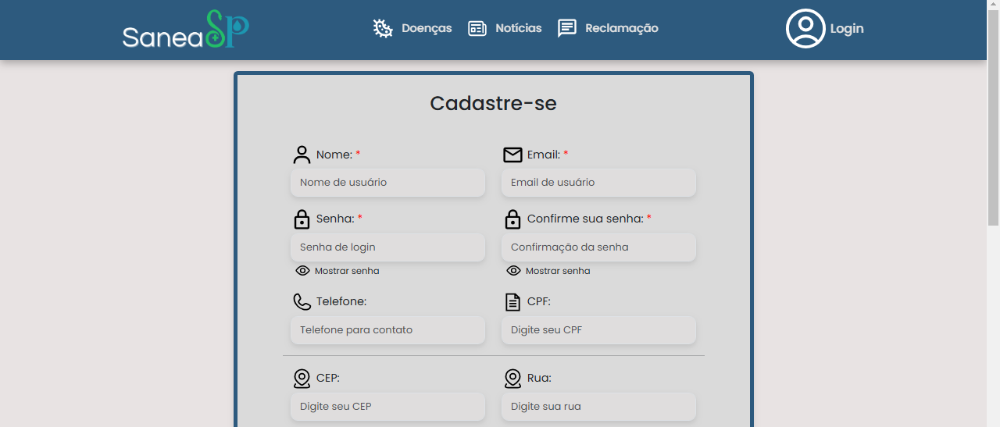 SaneaSP
Doenças
Notícias
Reclamação
Login
Cadastre-se
Nome: *
Email: *
Nome de usuário
Email de usuário
Senha: *
Confirme sua senha: *
Senha de login
Confirmação da senha
Mostrar senha
Mostrar senha
Telefone:
CPF:
Telefone para contato
Digite seu CPF
CEP:
Rua:
Digite seu CEP
Digite sua rua